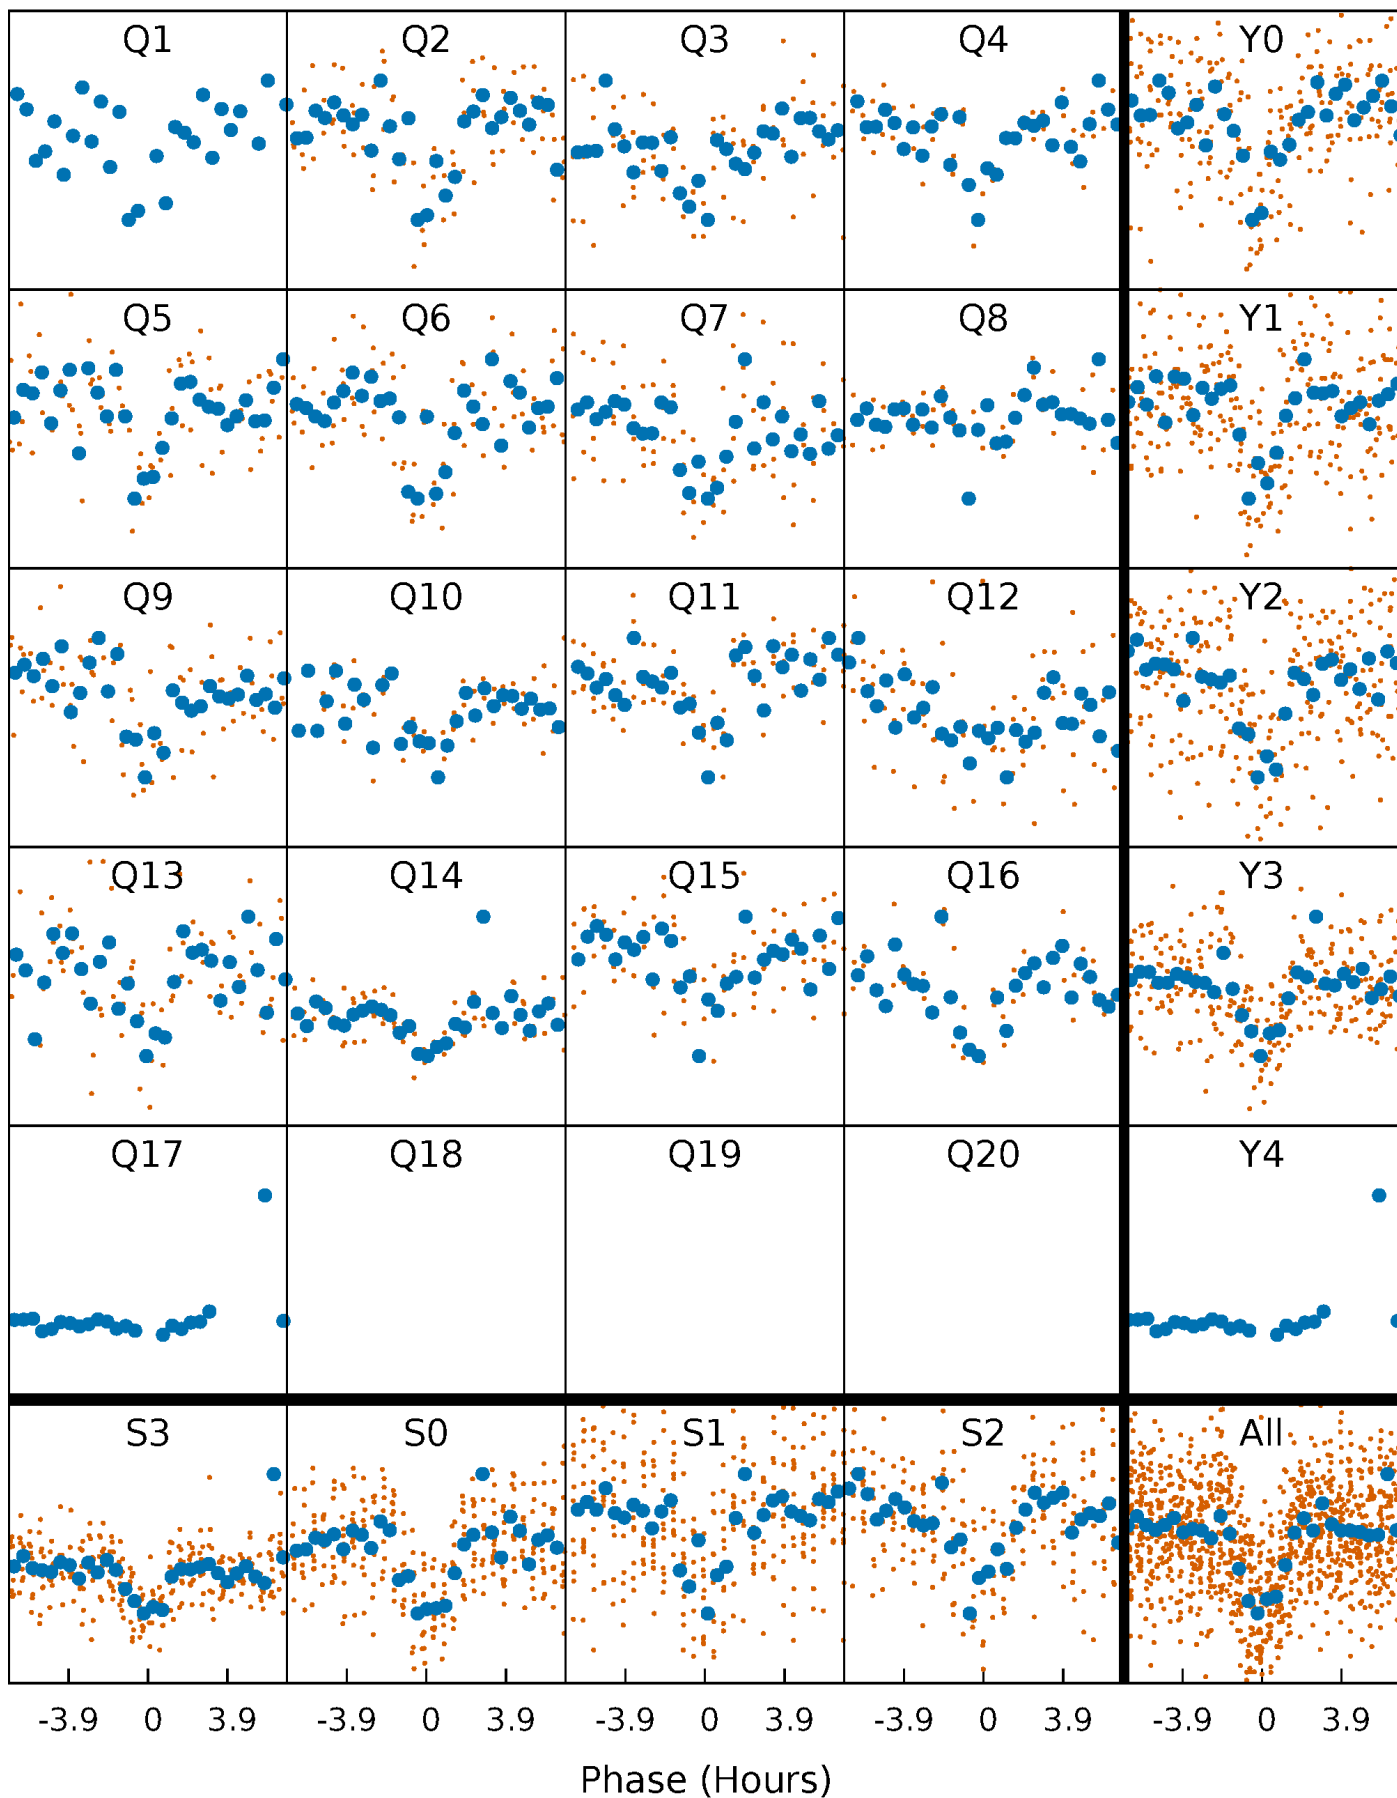 Q1 Q2 Q3 Q4 Y0
Q5 Q6 Q7 Q8 Y1
Q9 Q10 Q11 Q12 Y2
Q13 Q14 Q15 Q16 Y3
Q17 Q18 Q19 Q20 Y4
S3 S0 S1 S2 All
-3.9 0 3.9 -3.9 0 3.9 -3.9 0 3.9 -3.9 0 3.9 -3.9 0 3.9
Phase (Hours)